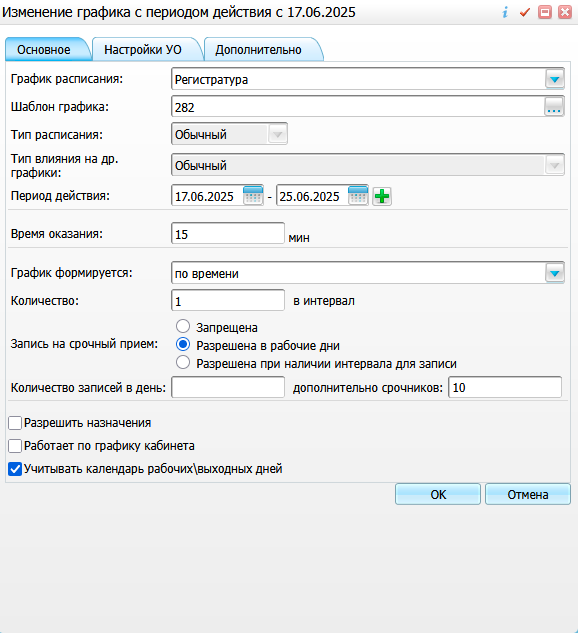 Изменение графика с периодом действия с 17.06.2025
Основное Настройки УО Дополнительно
График расписания: Регистратура
Шаблон графика: 282 ...
Тип расписания: Обычный
Тип влияния на др. графики: Обычный
Период действия: 17.06.2025 - 25.06.2025
Время оказания: 15 мин
График формируется: по времени
Количество: 1 в интервал
Запись на срочный прием:
Запрещена
Разрешена в рабочие дни
Разрешена при наличии интервала для записи
Количество записей в день: дополнительно срочников: 10
Разрешить назначения
Работает по графику кабинета
Учитывать календарь рабочих\выходных дней
OK Отмена